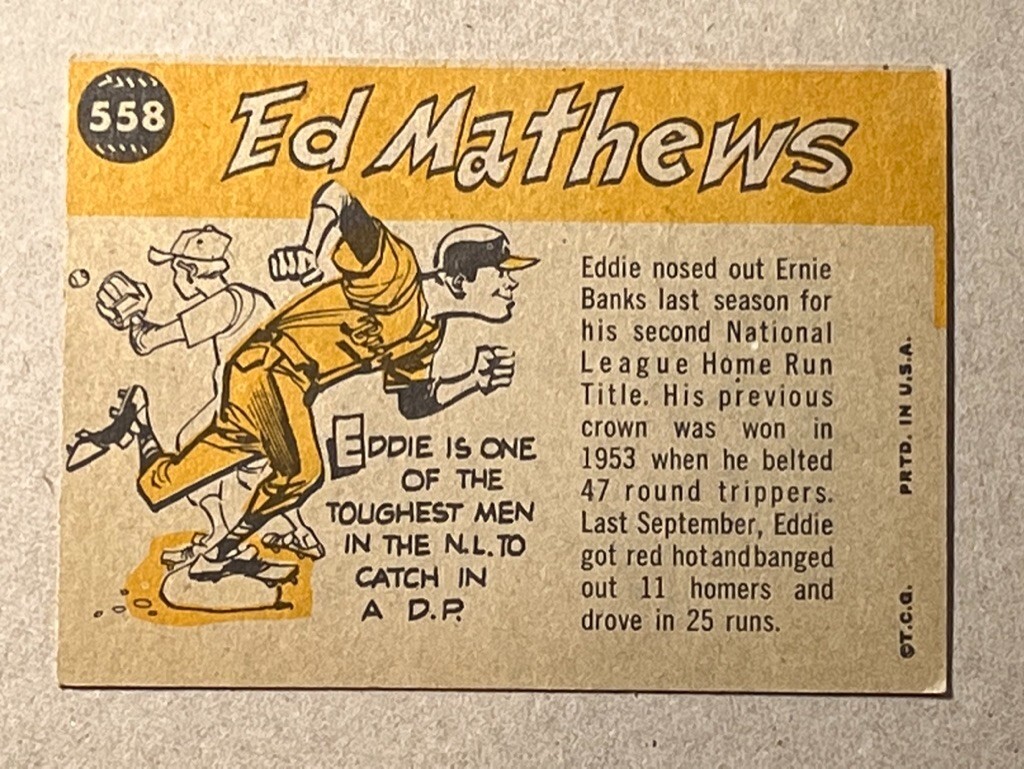 558
Ed Mathews
EDDIE IS ONE
OF THE
TOUGHEST MEN
IN THE N.L. TO
CATCH IN
A D.P.
Eddie nosed out Ernie
Banks last season for
his second National
League Home Run
Title. His previous
crown was won in
1953 when he belted
47 round trippers.
Last September, Eddie
got red hot and banged
out 11 homers and
drove in 25 runs.
PRTD. IN U.S.A.
©T.C.G.